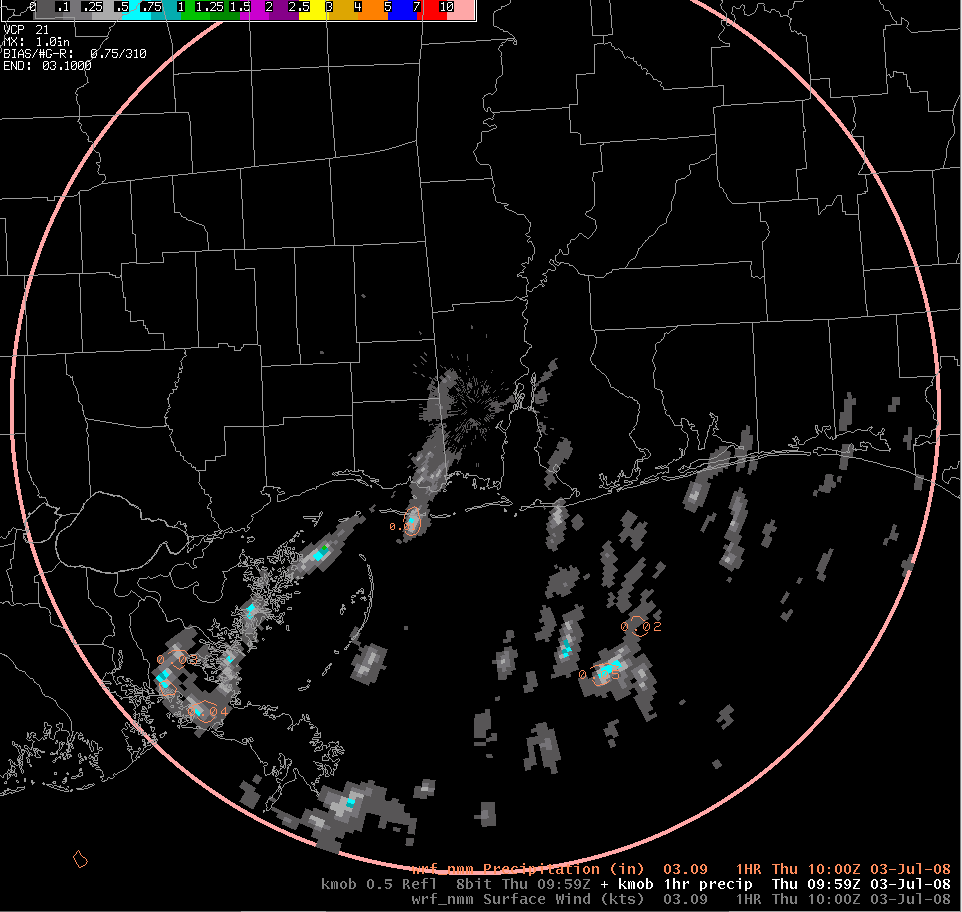 0 .1 .25 .5 .75 1 1.25 1.5 2 2.5 3 4 5 7 10
VCP 21
MX: 1.0in
BIAS/#G-R: 0.75/310
END: 03.1000
0.02
wrf_nmm Precipitation (in) 03.09 1HR Thu 10:00Z 03-Jul-08
kmob 0.5 Refl 8bit Thu 09:59Z + kmob 1hr precip Thu 09:59Z 03-Jul-08
wrf_nmm Surface Wind (kts) 03.09 1HR Thu 10:00Z 03-Jul-08